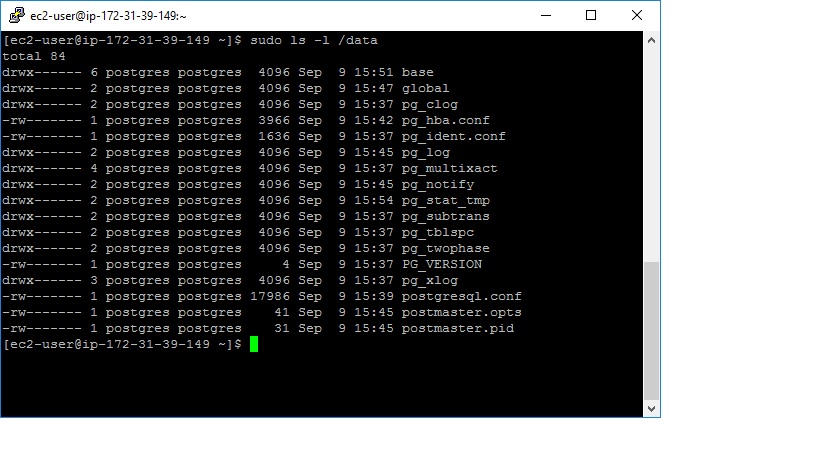 ec2-user@ip-172-31-39-149:~
[ec2-user@ip-172-31-39-149 ~]$ sudo ls -l /data
total 84
drwx------ 6 postgres postgres  4096 Sep  9 15:51 base
drwx------ 2 postgres postgres  4096 Sep  9 15:47 global
drwx------ 2 postgres postgres  4096 Sep  9 15:37 pg_clog
-rw------- 1 postgres postgres  3966 Sep  9 15:42 pg_hba.conf
-rw------- 1 postgres postgres  1636 Sep  9 15:37 pg_ident.conf
drwx------ 2 postgres postgres  4096 Sep  9 15:45 pg_log
drwx------ 4 postgres postgres  4096 Sep  9 15:37 pg_multixact
drwx------ 2 postgres postgres  4096 Sep  9 15:45 pg_notify
drwx------ 2 postgres postgres  4096 Sep  9 15:54 pg_stat_tmp
drwx------ 2 postgres postgres  4096 Sep  9 15:37 pg_subtrans
drwx------ 2 postgres postgres  4096 Sep  9 15:37 pg_tblspc
drwx------ 2 postgres postgres  4096 Sep  9 15:37 pg_twophase
-rw------- 1 postgres postgres     4 Sep  9 15:37 PG_VERSION
drwx------ 3 postgres postgres  4096 Sep  9 15:37 pg_xlog
-rw------- 1 postgres postgres 17986 Sep  9 15:39 postgresql.conf
-rw------- 1 postgres postgres    41 Sep  9 15:45 postmaster.opts
-rw------- 1 postgres postgres    31 Sep  9 15:45 postmaster.pid
[ec2-user@ip-172-31-39-149 ~]$